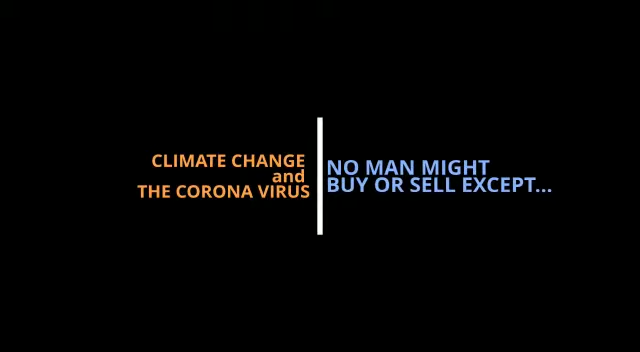 CLIMATE CHANGE
and
THE CORONA VIRUS
NO MAN MIGHT
BUY OR SELL EXCEPT...